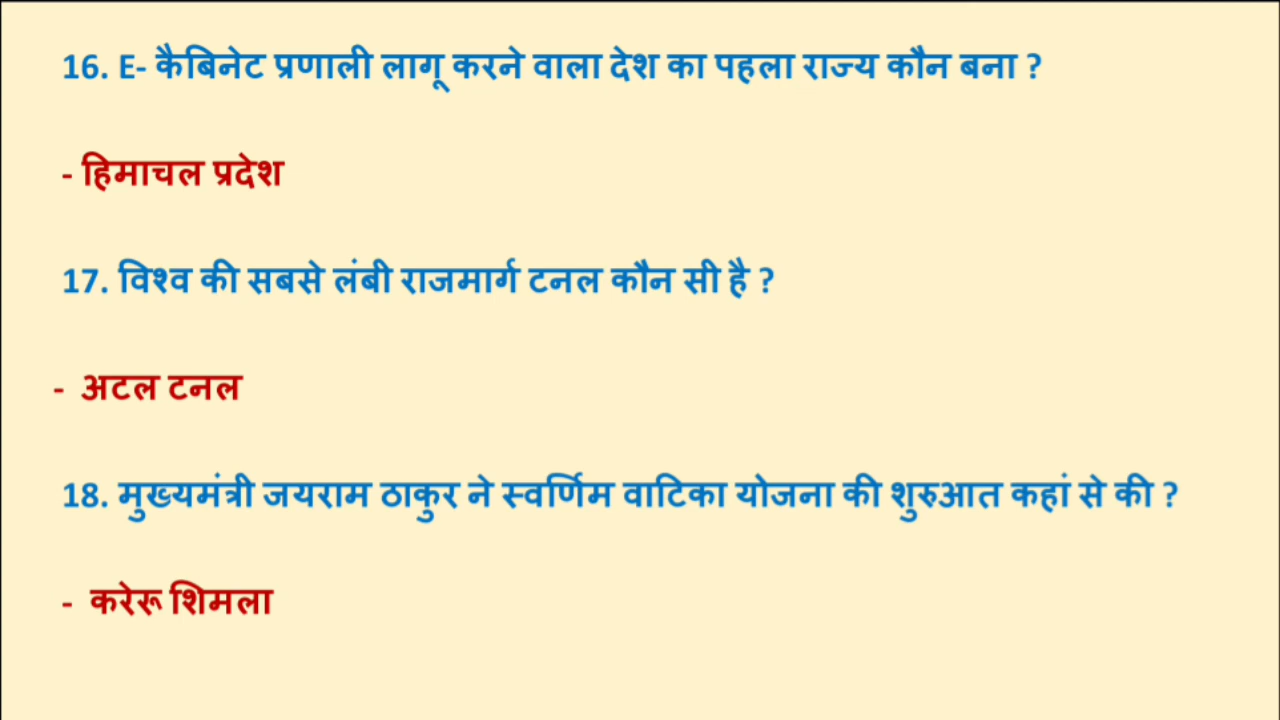 16. E- कैबिनेट प्रणाली लागू करने वाला देश का पहला राज्य कौन बना ?
- हिमाचल प्रदेश
17. विश्व की सबसे लंबी राजमार्ग टनल कौन सी है ?
- अटल टनल
18. मुख्यमंत्री जयराम ठाकुर ने स्वर्णिम वाटिका योजना की शुरुआत कहां से की ?
- करेरू शिमला